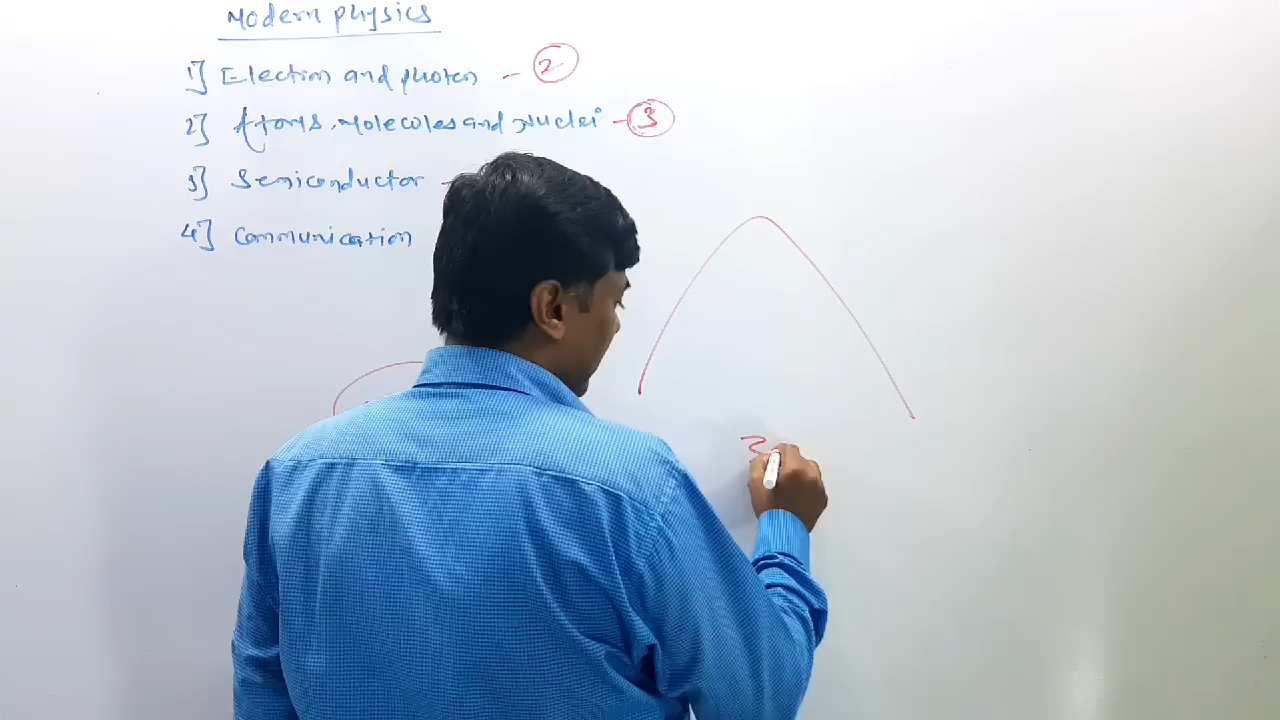 Modern physics
1] Electron and photon - 2
2] Atoms, Molecules and Nuclei - 3
3] Semiconductor -
4] Communication